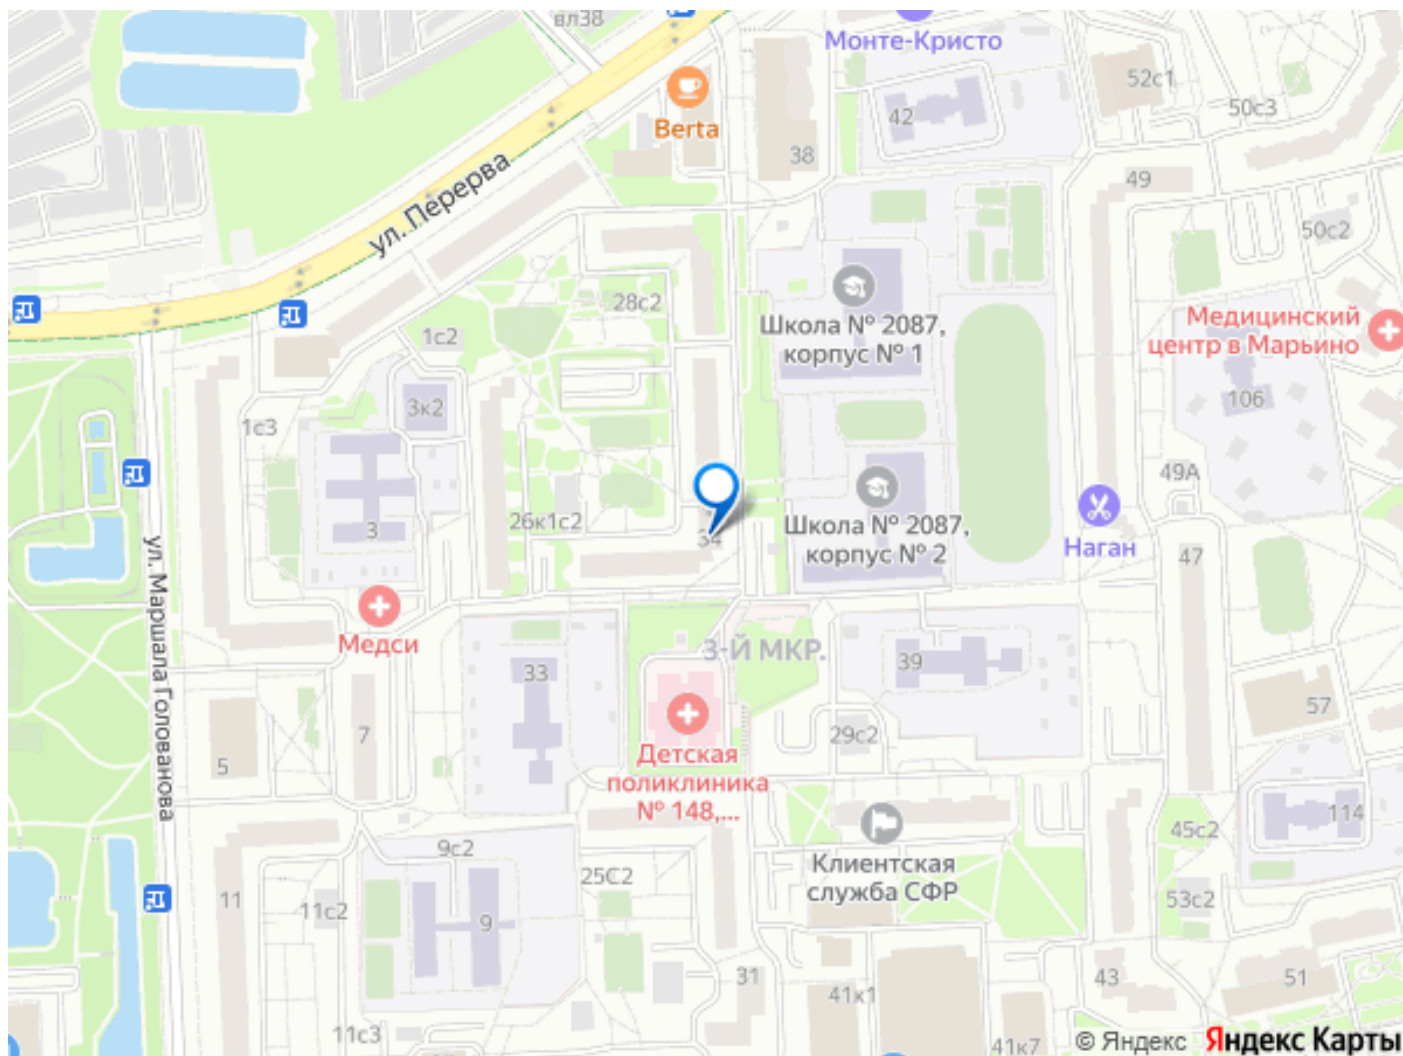 вл38
Монте-Кристо
52с1
50с3
42
Berta
38
49
ул. Перерва
50с2
28с2
Школа № 2087,
корпус № 1
Медицинский
центр в Марьино
1с2
3к2
106
1с3
49А
26к1с2
3
34
Школа № 2087,
корпус № 2
Наган
47
ул. Маршала Голованова
Медси
3-Й МКР.
39
33
57
7
29с2
5
Детская
поликлиника
№ 148,...
114
45с2
9с2
Клиентская
служба СФР
25С2
53с2
11
11с2
9
31
43
51
41к1
11с3
41к7
© Яндекс Яндекс Карты